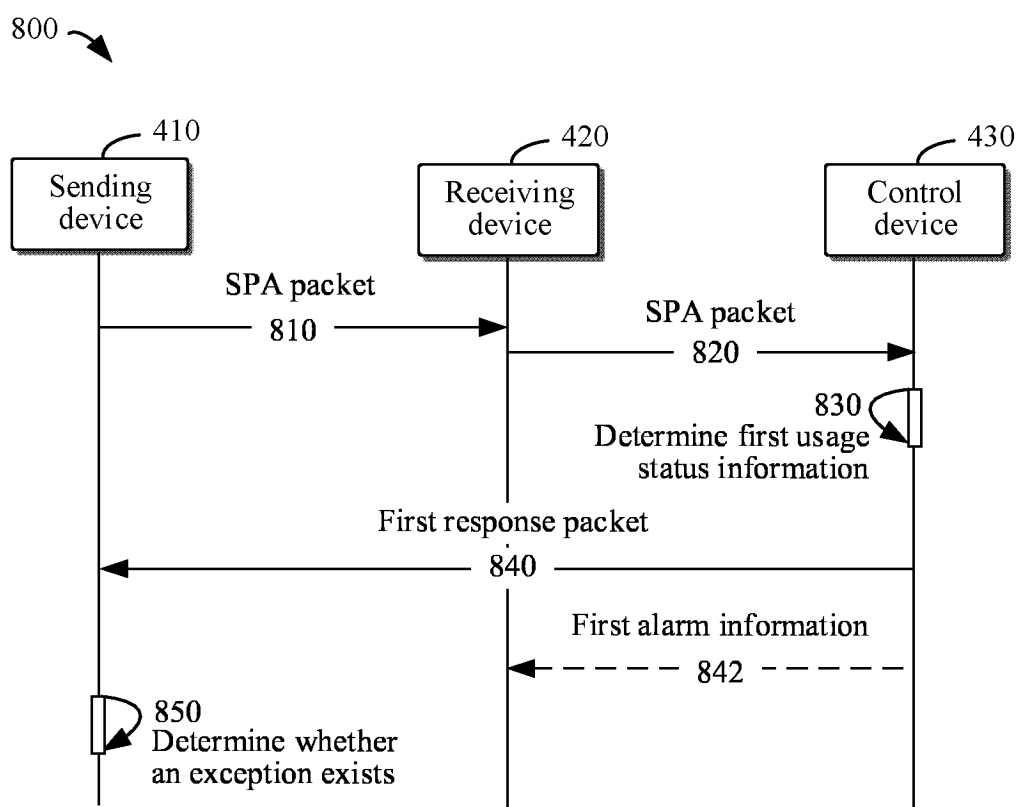 800
410
420
430
Sending
device
Receiving
device
Control
device
SPA packet
810
SPA packet
820
830
Determine first usage
status information
First response packet
840
First alarm information
842
850
Determine whether
an exception exists